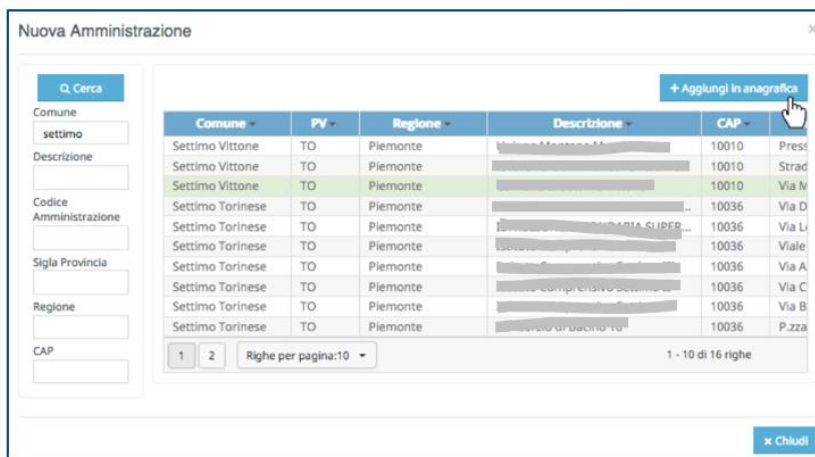 Nuova Amministrazione
Cerca
Comune
settimo
Descrizione
Codice
Amministrazione
Sigla Provincia
Regione
CAP
+ Aggiungi in anagrafica
Comune PV Regione Descrizione CAP
Settimo Vittone TO Piemonte 10010 Press
Settimo Vittone TO Piemonte 10010 Strad
Settimo Vittone TO Piemonte 10010 Via M
Settimo Torinese TO Piemonte ... 10036 Via D
Settimo Torinese TO Piemonte SUPER... 10036 Via L
Settimo Torinese TO Piemonte 10036 Viale
Settimo Torinese TO Piemonte 10036 Via A
Settimo Torinese TO Piemonte 10036 Via C
Settimo Torinese TO Piemonte 10036 Via B
Settimo Torinese TO Piemonte 10036 P.zza
1 2 Righe per pagina:10 1 - 10 di 16 righe
× Chiudi